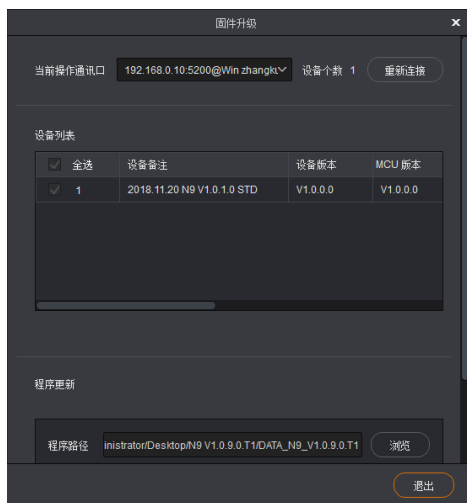 固件升级 x
当前操作通讯口 192.168.0.10:5200@Win 设备个数 1 重新连接
设备列表
全选 设备备注 设备版本 MCU 版本
1 2018.11.20 N9 V1.0.1.0 STD V1.0.0.0 V1.0.0.0
程序更新
程序路径 inistrator/Desktop/N9 V1.0.9.0.T1/DATA_N9_V1.0.9.0.T1 浏览
退出